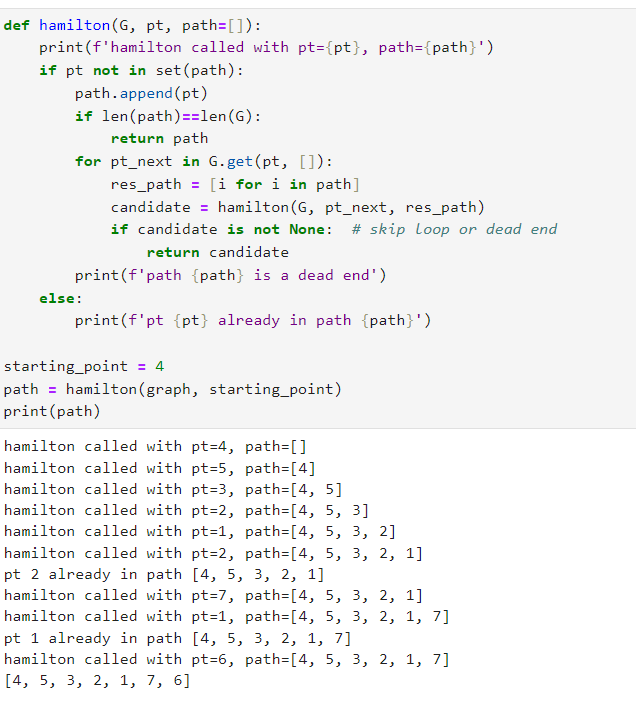 def hamilton(G, pt, path=[]):
    print(f'hamilton called with pt={pt}, path={path}')
    if pt not in set(path):
        path.append(pt)
        if len(path)==len(G):
            return path
        for pt_next in G.get(pt, []):
            res_path = [i for i in path]
            candidate = hamilton(G, pt_next, res_path)
            if candidate is not None:  # skip loop or dead end
                return candidate
        print(f'path {path} is a dead end')
    else:
        print(f'pt {pt} already in path {path}')

starting_point = 4
path = hamilton(graph, starting_point)
print(path)
hamilton called with pt=4, path=[]
hamilton called with pt=5, path=[4]
hamilton called with pt=3, path=[4, 5]
hamilton called with pt=2, path=[4, 5, 3]
hamilton called with pt=1, path=[4, 5, 3, 2]
hamilton called with pt=2, path=[4, 5, 3, 2, 1]
pt 2 already in path [4, 5, 3, 2, 1]
hamilton called with pt=7, path=[4, 5, 3, 2, 1]
hamilton called with pt=1, path=[4, 5, 3, 2, 1, 7]
pt 1 already in path [4, 5, 3, 2, 1, 7]
hamilton called with pt=6, path=[4, 5, 3, 2, 1, 7]
[4, 5, 3, 2, 1, 7, 6]